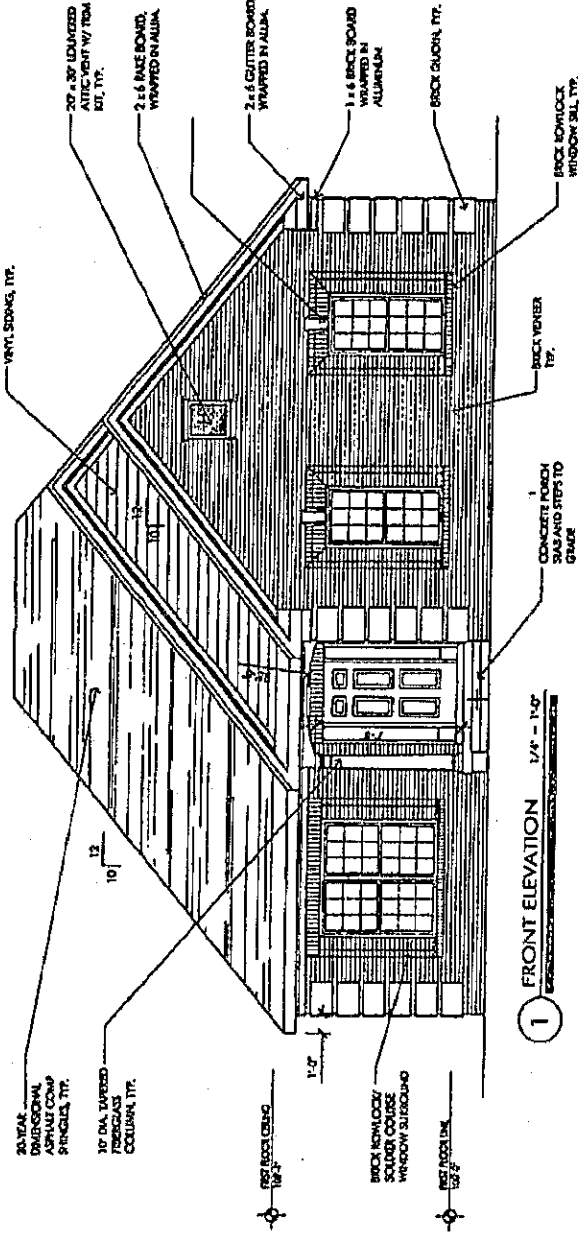 VINYL SIDING, TYP.
20" x 30" LOUVERED
ATTIC VENT W/ TRIM
KIT, TYP.
2 x 6 RAKE BOARD,
WRAPPED IN ALUM.
2 x 6 GUTTER BOARD
WRAPPED IN ALUM.
1 x 6 BRICK BOARD
WRAPPED IN
ALUMINUM
BRICK QUOIN, TYP.
BRICK ROWLOCK
WINDOW SILL, TYP.
BRICK VENEER
TYP.
CONCRETE PORCH
SLAB AND STEPS TO
GRADE
-YEAR
DIMENSIONAL
ASPHALT COMP
SHINGLES, TYP.
10" DIA. TAPERED
FIBERGLASS
COLUMN, TYP.
FIRST FLOOR CEILING
BRICK ROWLOCK/
SOLDIER COURSE
WINDOW SURROUND
FIRST FLOOR LINE
12
10
12
10
1'-0"
1
FRONT ELEVATION 1/4" = 1'-0"